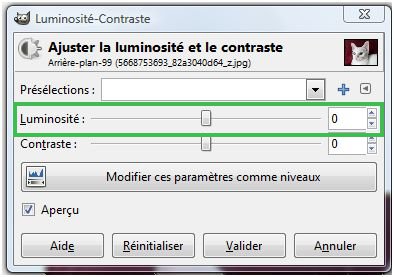 Luminosité-Contraste
Ajuster la luminosité et le contraste
Arrière-plan-99 (5668753693_82a3040d64_z.jpg)
Présélections :
Luminosité : 0
Contraste : 0
Modifier ces paramètres comme niveaux
Aperçu
Aide Réinitialiser Valider Annuler